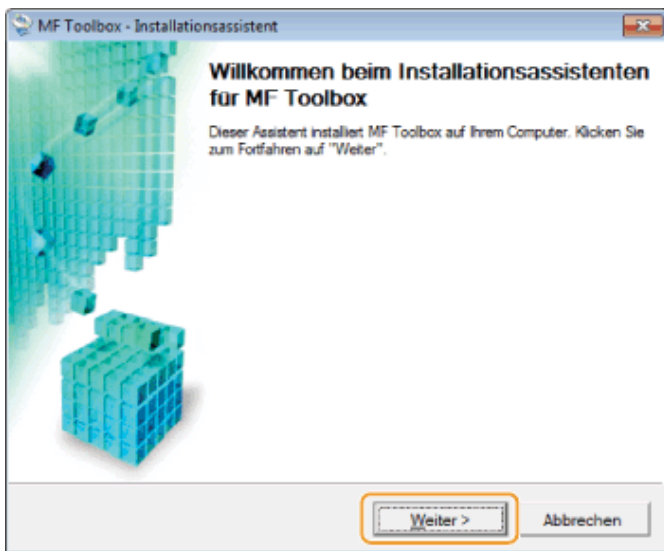 MF Toolbox - Installationsassistent
Willkommen beim Installationsassistenten
für MF Toolbox
Dieser Assistent installiert MF Toolbox auf Ihrem Computer. Klicken Sie
zum Fortfahren auf "Weiter".
Weiter >
Abbrechen